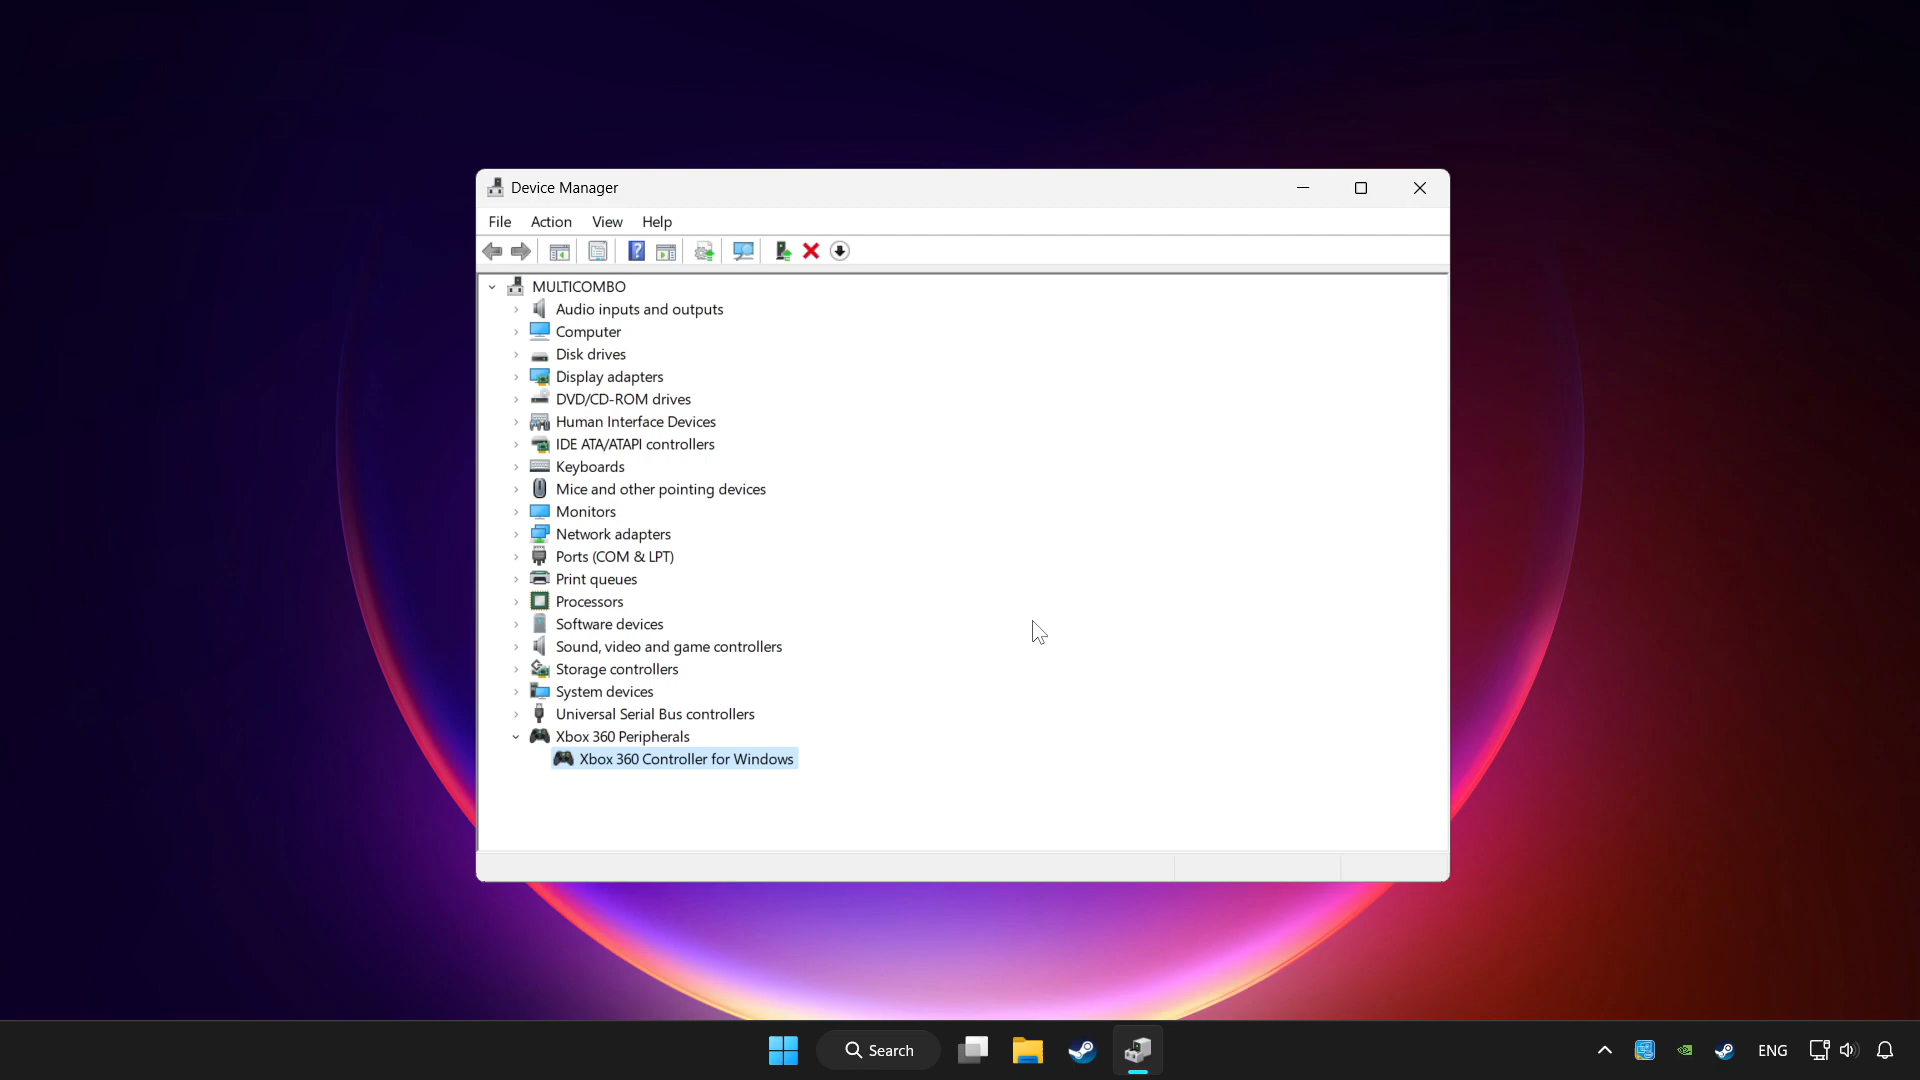 Device Manager
File Action View Help
MULTICOMBO
Audio inputs and outputs
Computer
Disk drives
Display adapters
DVD/CD-ROM drives
Human Interface Devices
IDE ATA/ATAPI controllers
Keyboards
Mice and other pointing devices
Monitors
Network adapters
Ports (COM & LPT)
Print queues
Processors
Software devices
Sound, video and game controllers
Storage controllers
System devices
Universal Serial Bus controllers
Xbox 360 Peripherals
Xbox 360 Controller for Windows
Search
ENG